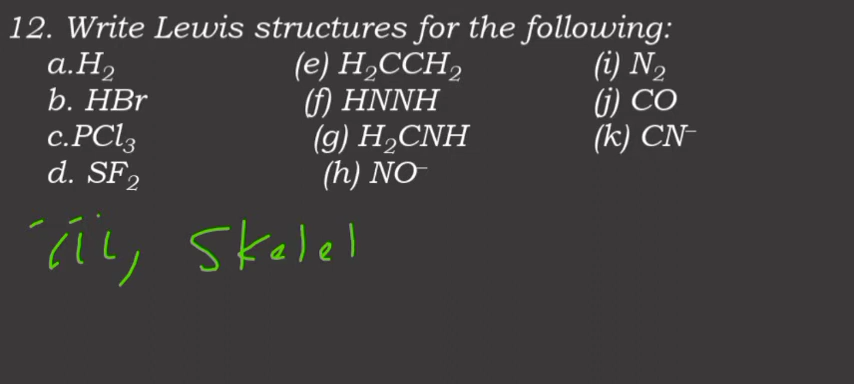 12. Write Lewis structures for the following:
a.H₂ (e) H₂CCH₂ (i) N₂
b. HBr (f) HNNH (j) CO
c.PCl₃ (g) H₂CNH (k) CN⁻
d. SF₂ (h) NO⁻
iii, Skelel